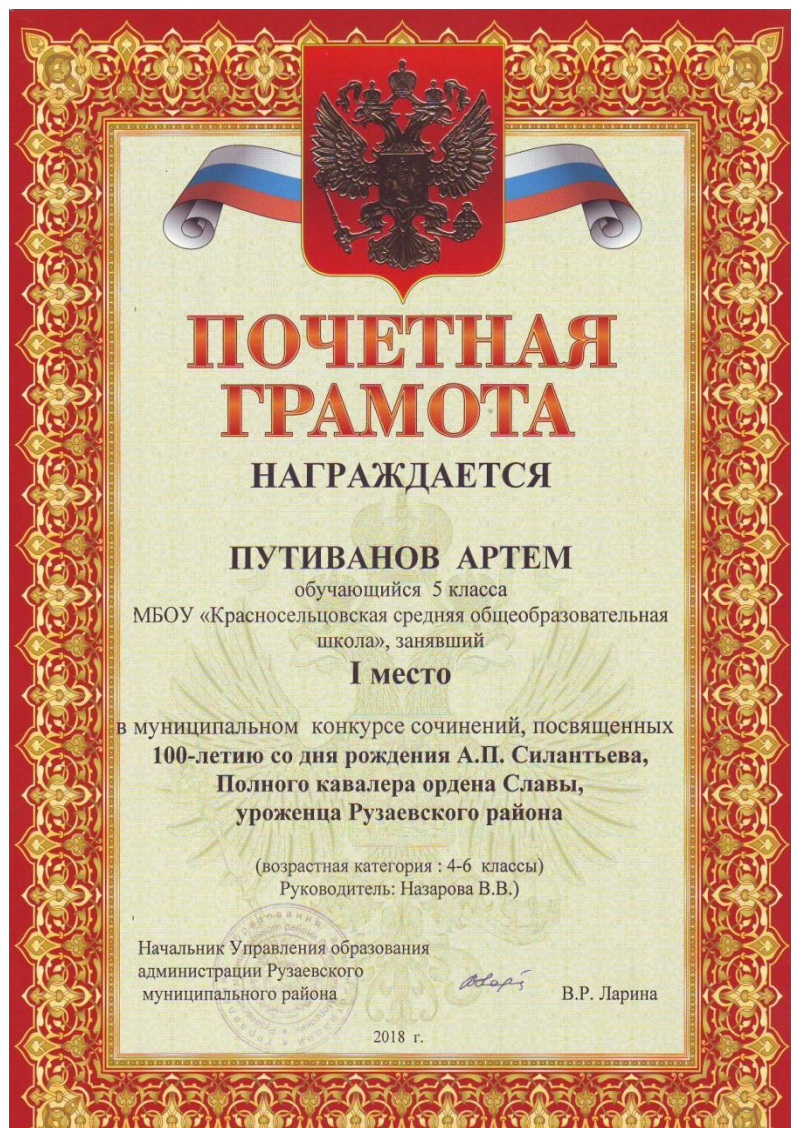 ПОЧЕТНАЯ
ГРАМОТА
НАГРАЖДАЕТСЯ
ПУТИВАНОВ АРТЕМ
обучающийся 5 класса
МБОУ «Красносельцовская средняя общеобразовательная
школа», занявший
I место
в муниципальном конкурсе сочинений, посвященных
100-летию со дня рождения А.П. Силантьева,
Полного кавалера ордена Славы,
уроженца Рузаевского района
(возрастная категория : 4-6 классы)
Руководитель: Назарова В.В.)
Начальник Управления образования
администрации Рузаевского
муниципального района
В.Р. Ларина
2018 г.